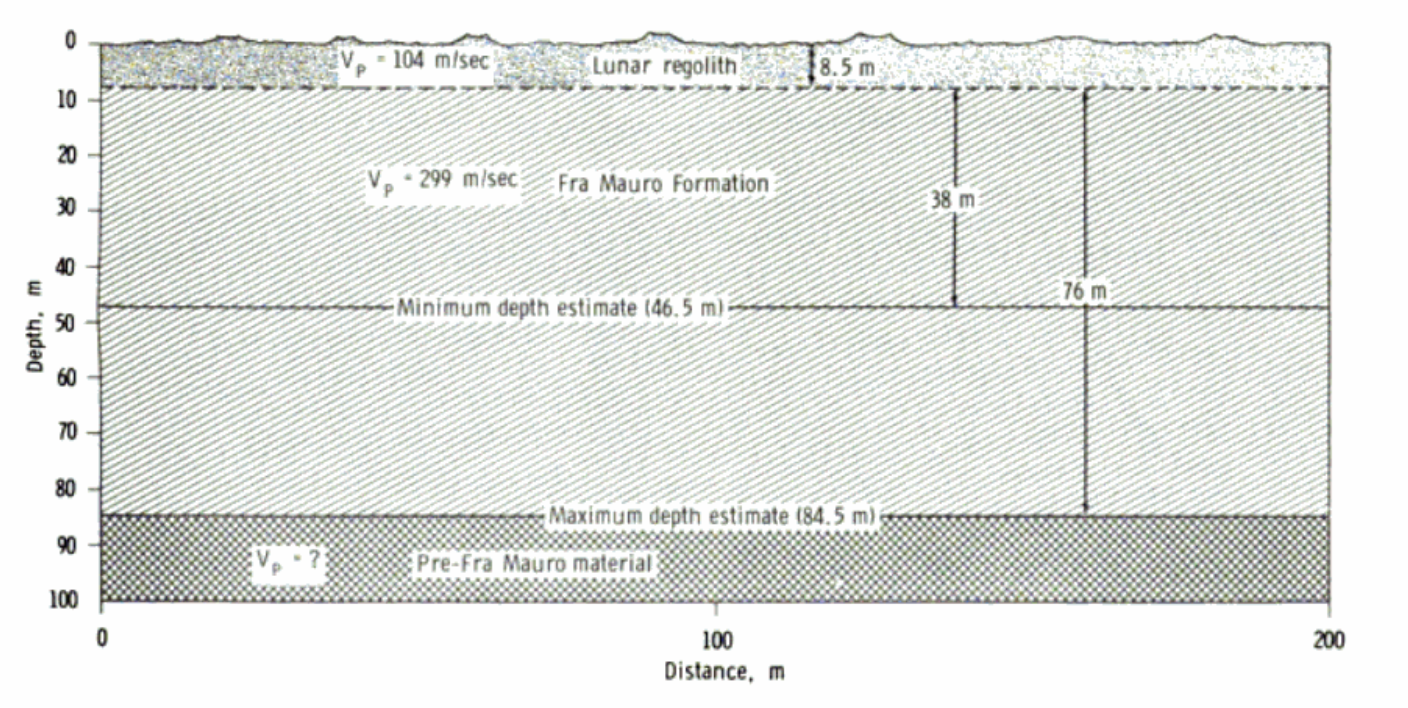 0
V_P = 104 m/sec
Lunar regolith
8.5 m
10
20
V_P = 299 m/sec
Fra Mauro Formation
30
38 m
40
76 m
Minimum depth estimate (46.5 m)
50
60
70
80
Maximum depth estimate (84.5 m)
90
V_P = ?
Pre-Fra Mauro material
100
Depth, m
0
100
200
Distance, m